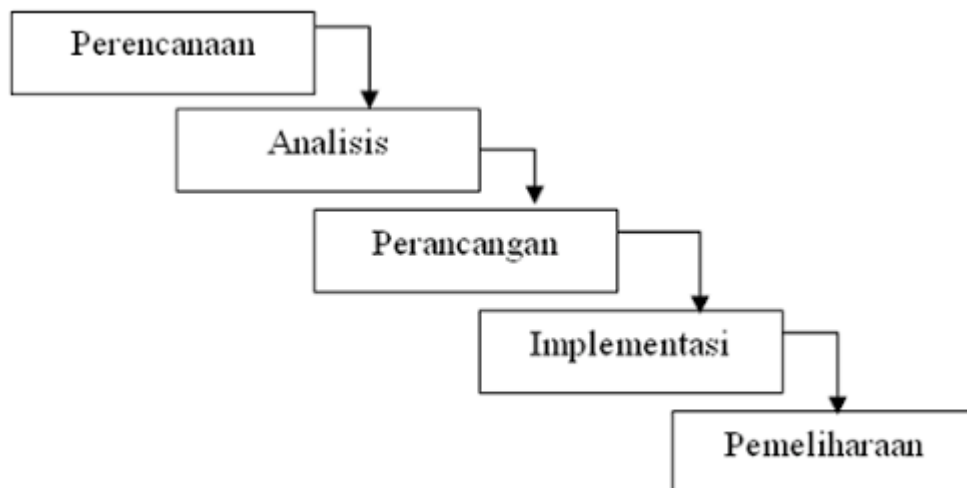 Perencanaan
Analisis
Perancangan
Implementasi
Pemeliharaan